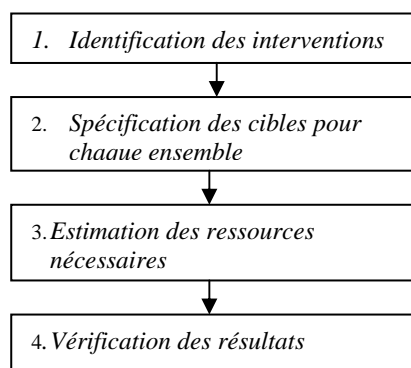 1. Identification des interventions
2. Spécification des cibles pour
chaaue ensemble
3. Estimation des ressources
nécessaires
4. Vérification des résultats